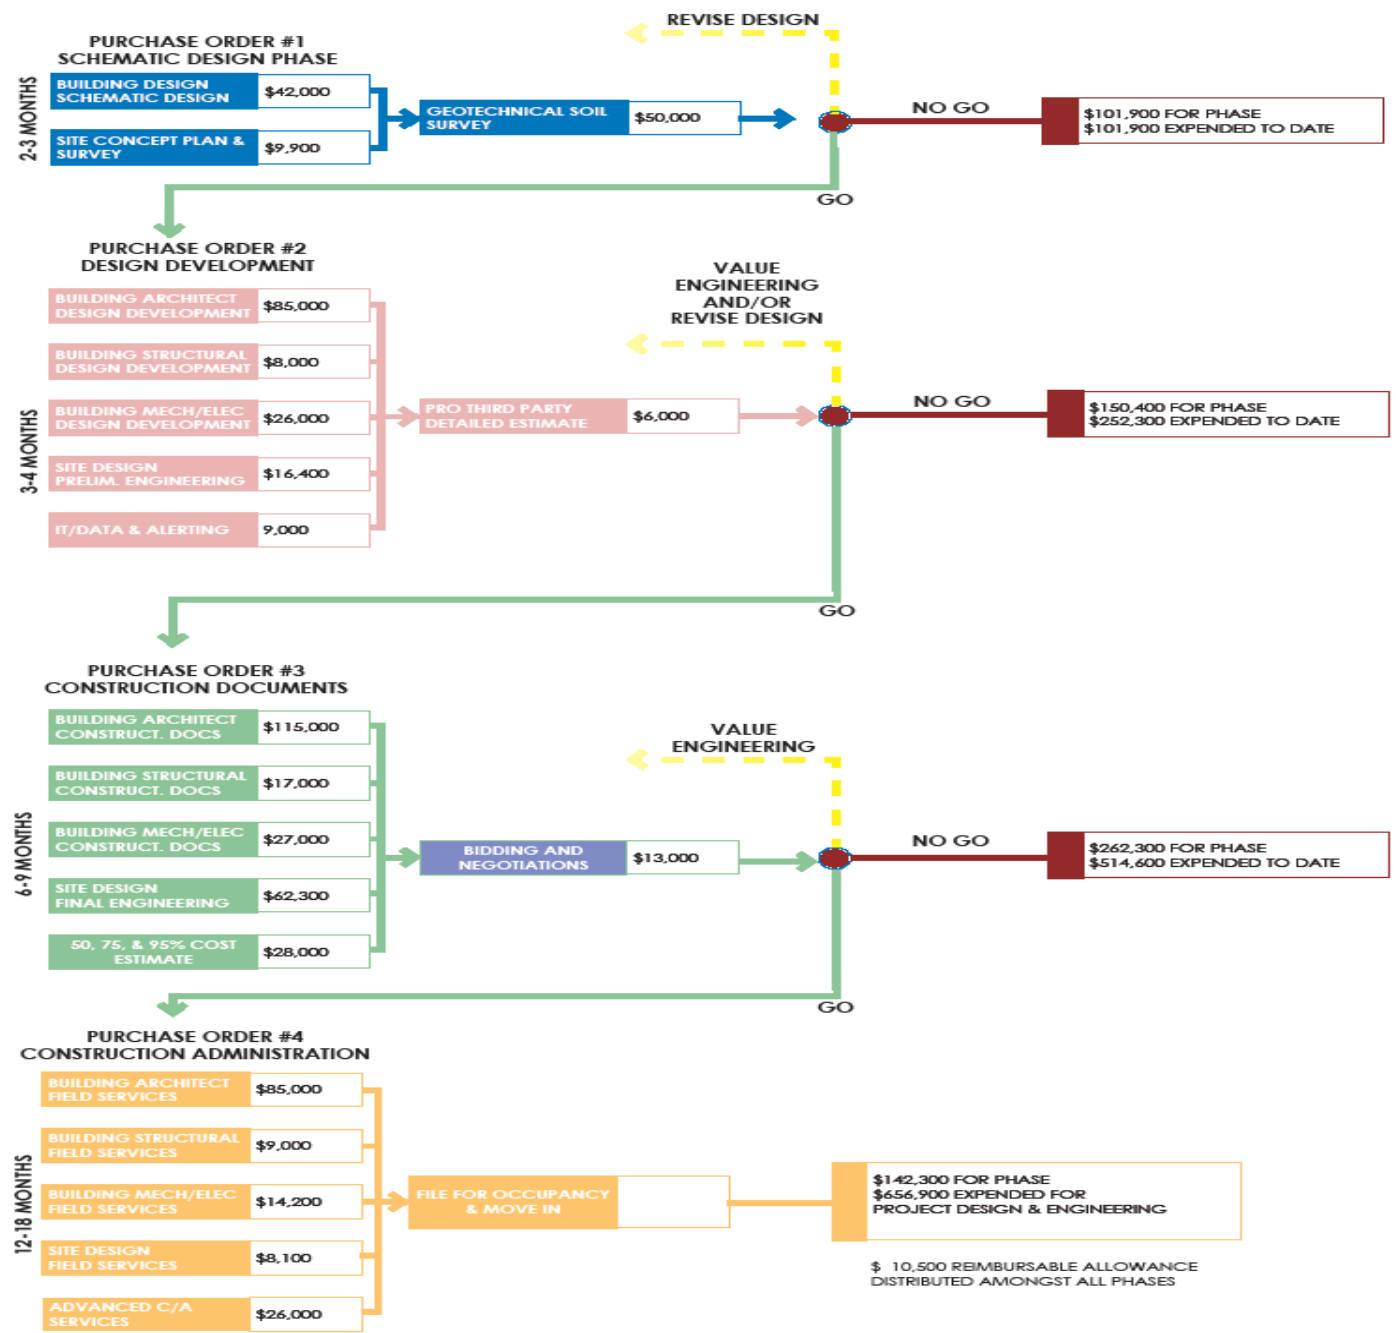 REVISE DESIGN
PURCHASE ORDER #1
SCHEMATIC DESIGN PHASE
2-3 MONTHS
BUILDING DESIGN
SCHEMATIC DESIGN
$42,000
SITE CONCEPT PLAN &
SURVEY
$9,900
GEOTECHNICAL SOIL
SURVEY
$50,000
NO GO
$101,900 FOR PHASE
$101,900 EXPENDED TO DATE
GO
PURCHASE ORDER #2
DESIGN DEVELOPMENT
VALUE
ENGINEERING
AND/OR
REVISE DESIGN
3-4 MONTHS
BUILDING ARCHITECT
DESIGN DEVELOPMENT
$85,000
BUILDING STRUCTURAL
DESIGN DEVELOPMENT
$8,000
BUILDING MECH/ELEC
DESIGN DEVELOPMENT
$26,000
SITE DESIGN
PRELIM. ENGINEERING
$16,400
IT/DATA & ALERTING
9,000
PRO THIRD PARTY
DETAILED ESTIMATE
$6,000
NO GO
$150,400 FOR PHASE
$252,300 EXPENDED TO DATE
GO
PURCHASE ORDER #3
CONSTRUCTION DOCUMENTS
VALUE
ENGINEERING
6-9 MONTHS
BUILDING ARCHITECT
CONSTRUCT. DOCS
$115,000
BUILDING STRUCTURAL
CONSTRUCT. DOCS
$17,000
BUILDING MECH/ELEC
CONSTRUCT. DOCS
$27,000
SITE DESIGN
FINAL ENGINEERING
$62,300
50, 75, & 95% COST
ESTIMATE
$28,000
BIDDING AND
NEGOTIATIONS
$13,000
NO GO
$262,300 FOR PHASE
$514,600 EXPENDED TO DATE
GO
PURCHASE ORDER #4
CONSTRUCTION ADMINISTRATION
12-18 MONTHS
BUILDING ARCHITECT
FIELD SERVICES
$85,000
BUILDING STRUCTURAL
FIELD SERVICES
$9,000
BUILDING MECH/ELEC
FIELD SERVICES
$14,200
SITE DESIGN
FIELD SERVICES
$8,100
ADVANCED C/A
SERVICES
$26,000
FILE FOR OCCUPANCY
& MOVE IN
$142,300 FOR PHASE
$656,900 EXPENDED FOR
PROJECT DESIGN & ENGINEERING
$ 10,500 REIMBURSABLE ALLOWANCE
DISTRIBUTED AMONGST ALL PHASES